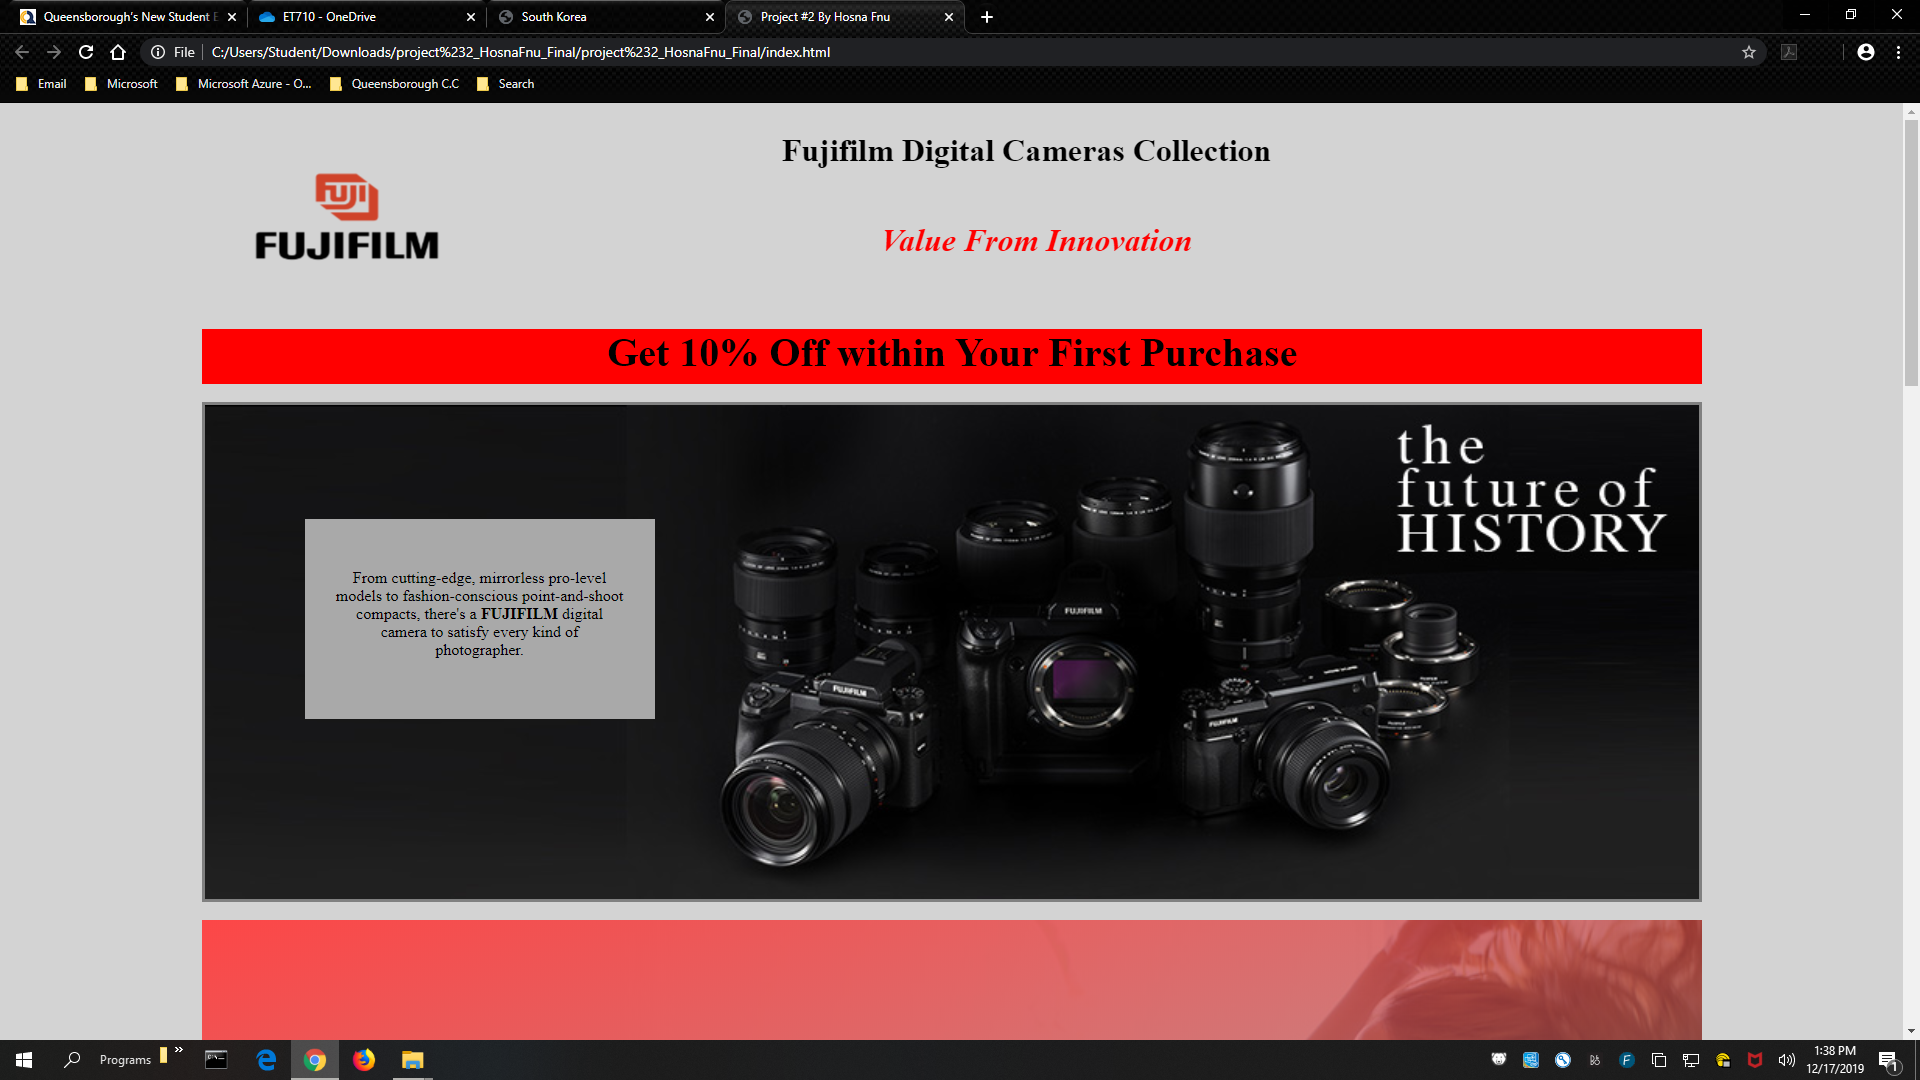 Queensborough's New Student E
ET710 - OneDrive
South Korea
Project #2 By Hosna Fnu
File
C:/Users/Student/Downloads/project%232_HosnaFnu_Final/project%232_HosnaFnu_Final/index.html
Email
Microsoft
Microsoft Azure - O...
Queensborough C.C
Search
Fujifilm Digital Cameras Collection
FUJI
FUJIFILM
Value From Innovation
Get 10% Off within Your First Purchase
the
future of
HISTORY
From cutting-edge, mirrorless pro-level
models to fashion-conscious point-and-shoot
compacts, there's a FUJIFILM digital
camera to satisfy every kind of
photographer.
FUJIFILM
FUJIFILM
FUJIFILM
Programs
»
1:38 PM
12/17/2019
1